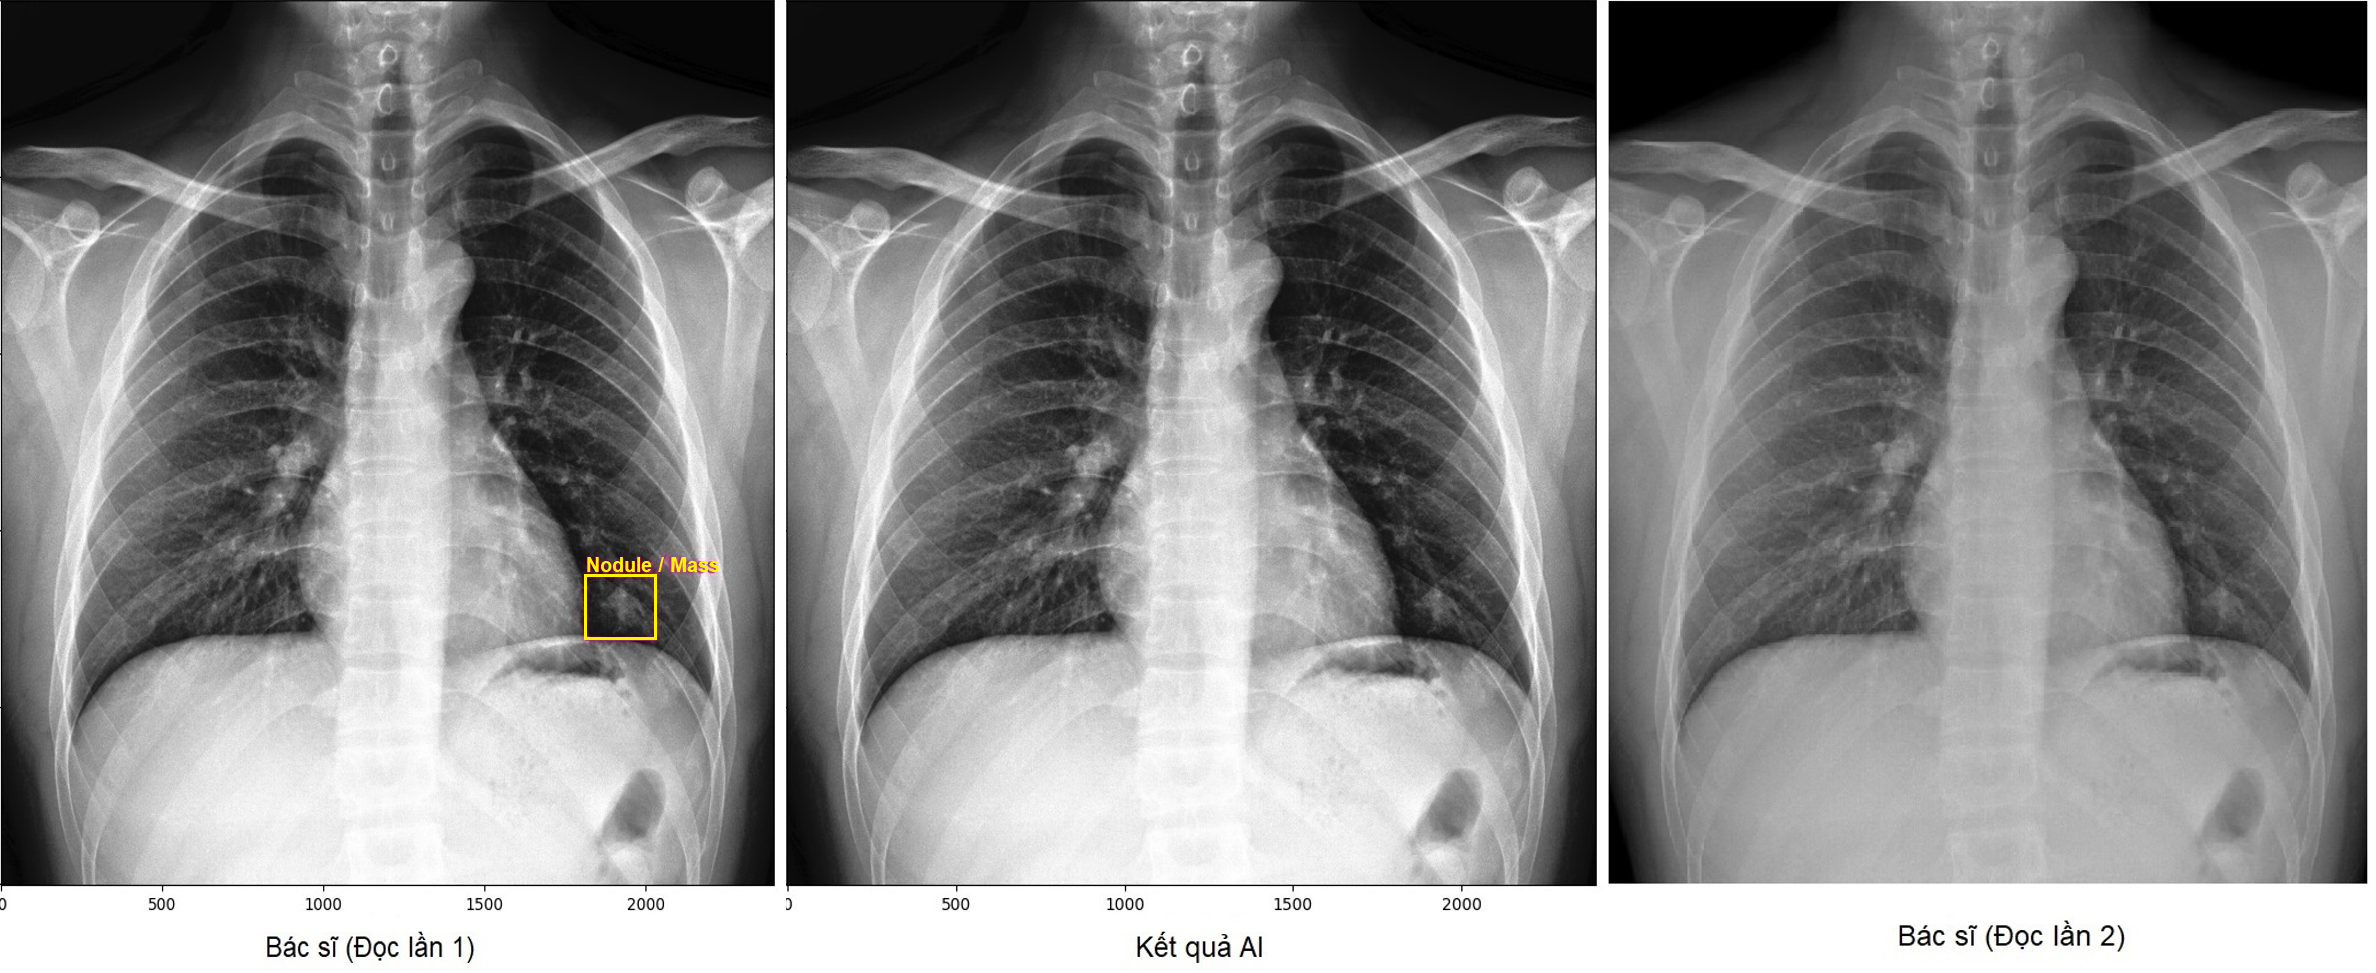 Nodule / Mass
0 500 1000 1500 2000
0 500 1000 1500 2000
Bác sĩ (Đọc lần 1)
Kết quả AI
Bác sĩ (Đọc lần 2)